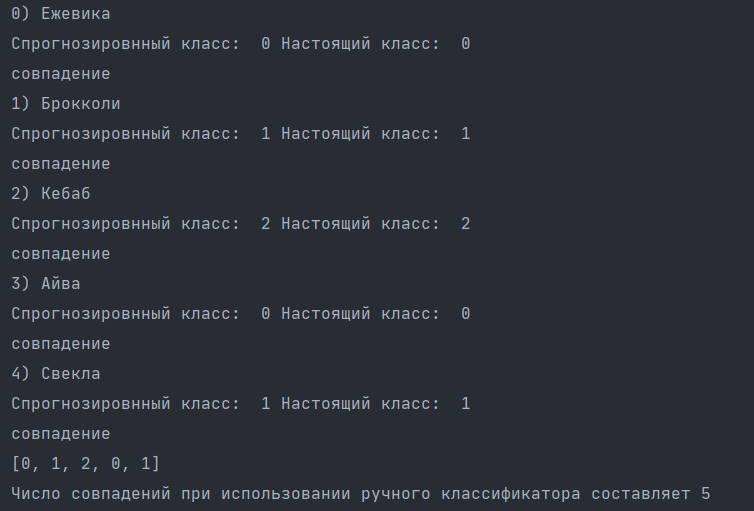 0) Ежевика
Спрогнозировнный класс:  0 Настоящий класс:  0
совпадение
1) Брокколи
Спрогнозировнный класс:  1 Настоящий класс:  1
совпадение
2) Кебаб
Спрогнозировнный класс:  2 Настоящий класс:  2
совпадение
3) Айва
Спрогнозировнный класс:  0 Настоящий класс:  0
совпадение
4) Свекла
Спрогнозировнный класс:  1 Настоящий класс:  1
совпадение
[0, 1, 2, 0, 1]
Число совпадений при использовании ручного классификатора составляет 5